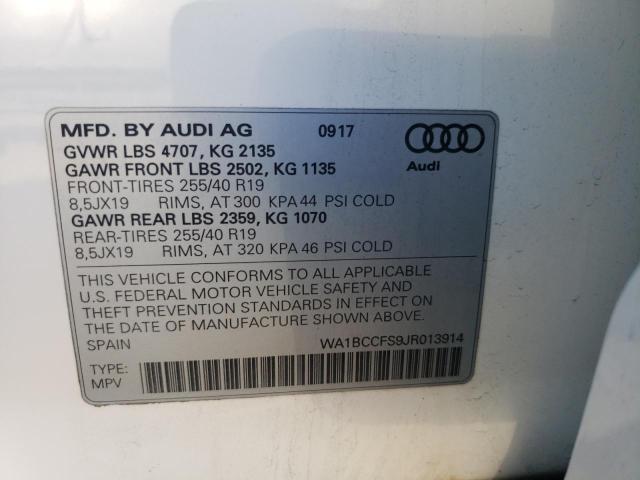 MFD. BY AUDI AG 0917
GVWR LBS 4707, KG 2135
GAWR FRONT LBS 2502, KG 1135
Audi
FRONT-TIRES 255/40 R19
8,5JX19 RIMS, AT 300 KPA 44 PSI COLD
GAWR REAR LBS 2359, KG 1070
REAR-TIRES 255/40 R19
8,5JX19 RIMS, AT 320 KPA 46 PSI COLD
THIS VEHICLE CONFORMS TO ALL APPLICABLE
U.S. FEDERAL MOTOR VEHICLE SAFETY AND
THEFT PREVENTION STANDARDS IN EFFECT ON
THE DATE OF MANUFACTURE SHOWN ABOVE.
SPAIN WA1BCCFS9JR013914
TYPE:
MPV